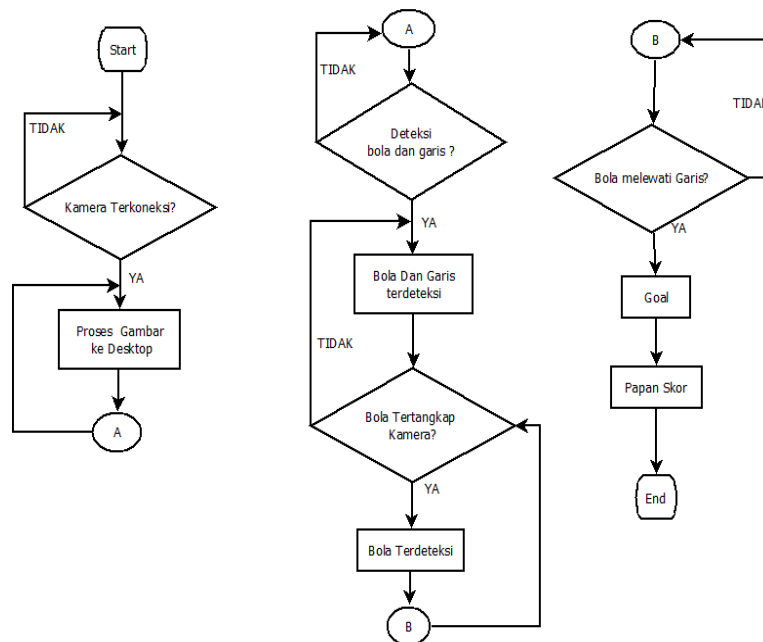 Start
TIDAK
Kamera Terkoneksi?
YA
Proses Gambar
ke Desktop
A
A
TIDAK
Deteksi
bola dan garis ?
YA
Bola Dan Garis
terdeteksi
TIDAK
Bola Tertangkap
Kamera?
YA
Bola Terdeteksi
B
B
TIDAK
Bola melewati Garis?
YA
Goal
Papan Skor
End